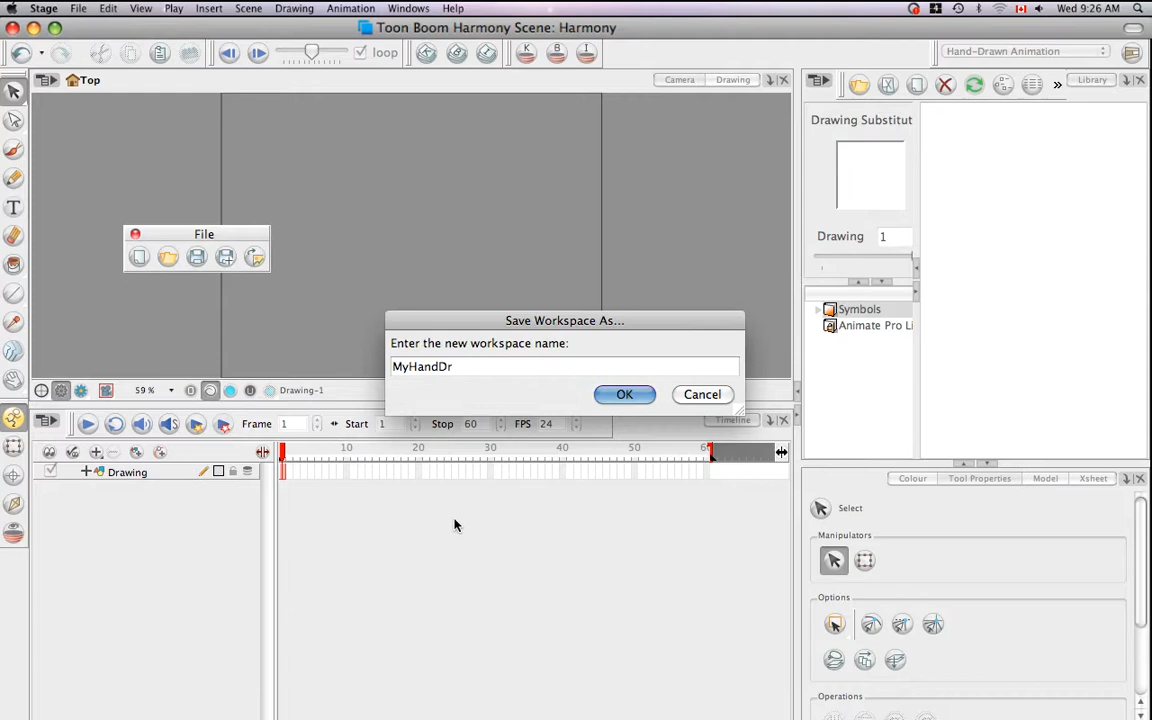 Stage File Edit View Play Insert Scene Drawing Animation Windows Help Wed 9:26 AM
Toon Boom Harmony Scene: Harmony
loop K B I Hand-Drawn Animation
Top Camera Drawing Library
Drawing Substitut
File
Drawing 1
Save Workspace As...
Enter the new workspace name:
MyHandDr
OK Cancel
Symbols
Animate Pro Li
59 % Drawing-1
Frame 1 Start 1 Stop 60 FPS 24 Timeline
10 20 30 40 50
Drawing
Colour Tool Properties Model Xsheet
Select
Manipulators
Options
Operations